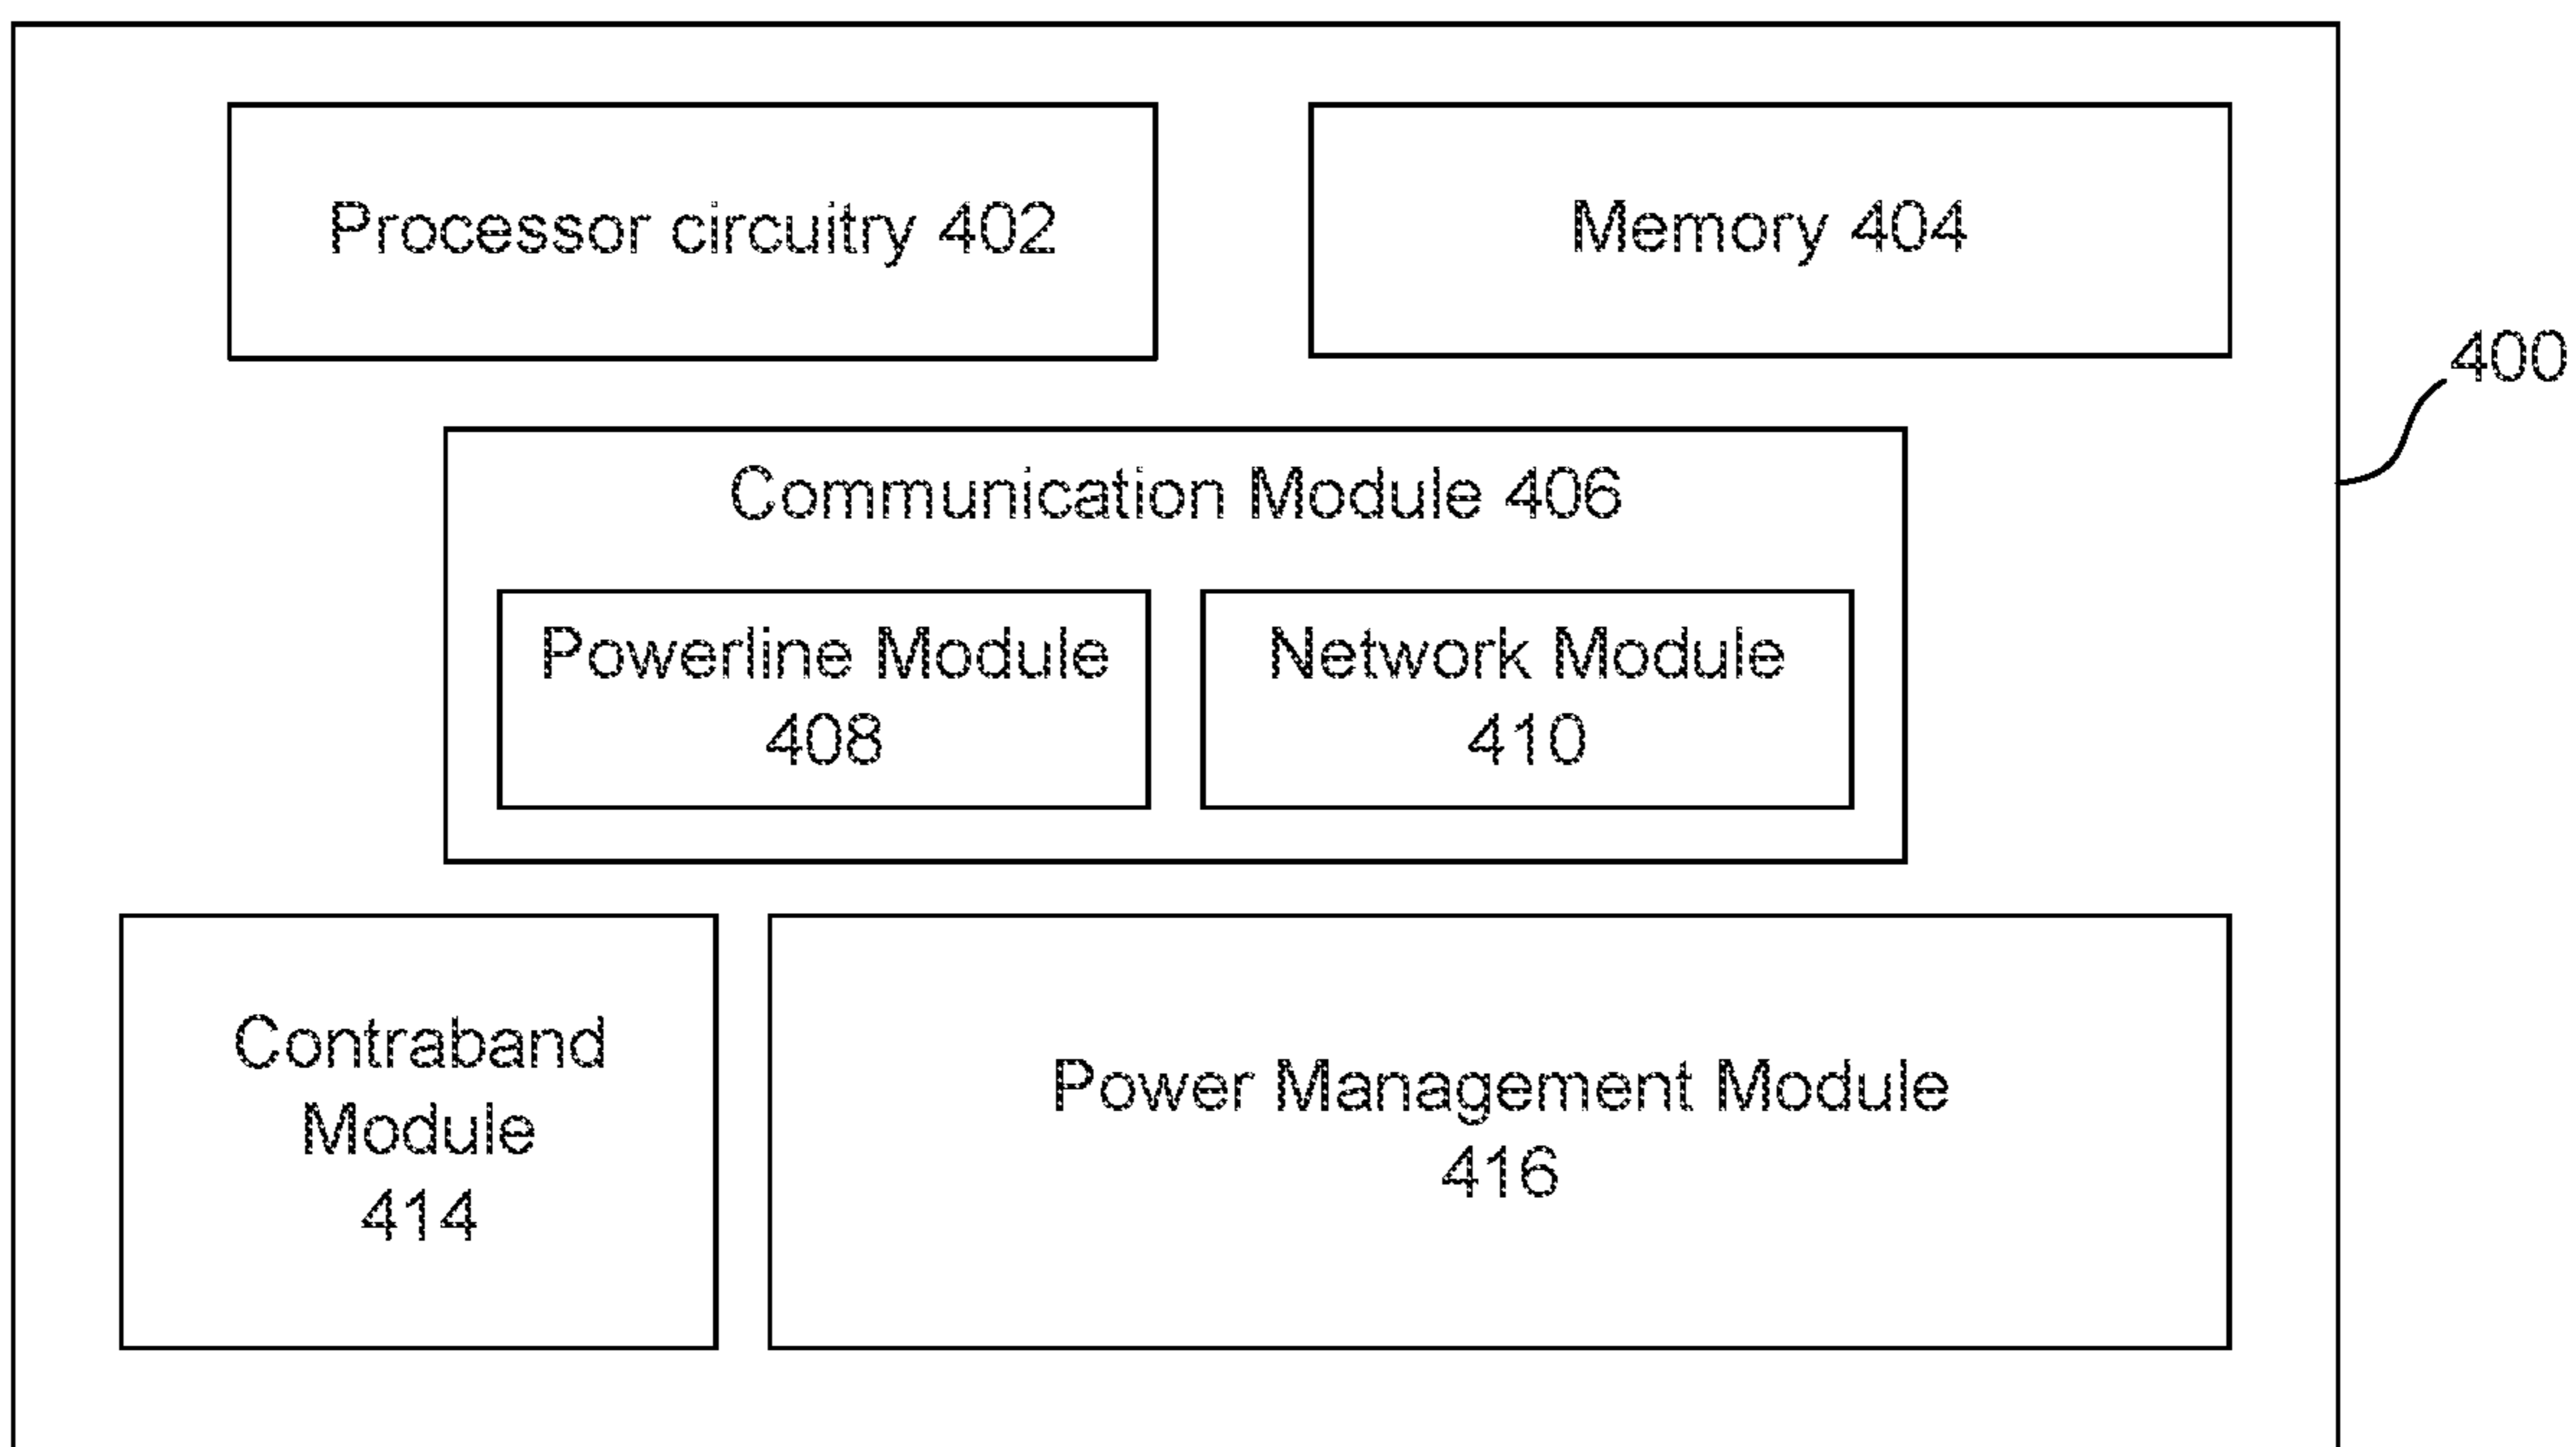 Processor circuitry 402
Memory 404
400
Communication Module 406
Powerline Module
408
Network Module
410
Contraband
Module
414
Power Management Module
416